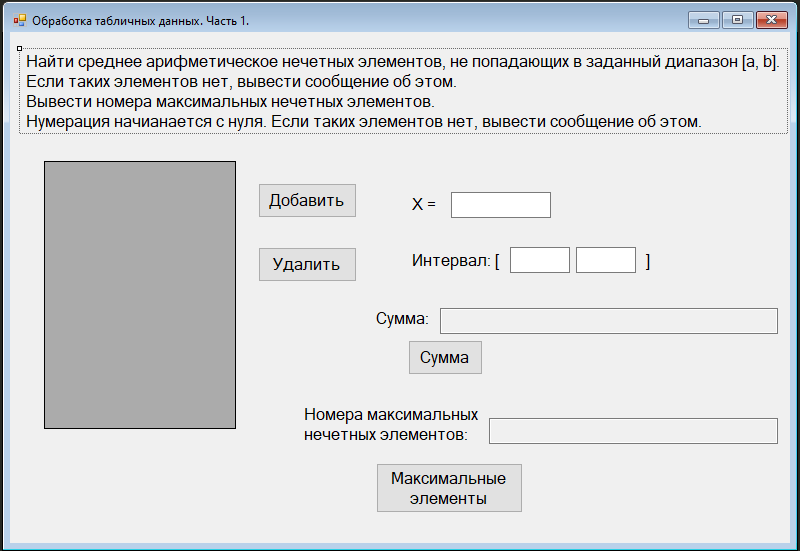 Обработка табличных данных. Часть 1.
Найти среднее арифметическое нечетных элементов, не попадающих в заданный диапазон [a, b].
Если таких элементов нет, вывести сообщение об этом.
Вывести номера максимальных нечетных элементов.
Нумерация начианается с нуля. Если таких элементов нет, вывести сообщение об этом.
Добавить
X =
Удалить
Интервал: [ ]
Сумма:
Сумма
Номера максимальных
нечетных элементов:
Максимальные
элементы